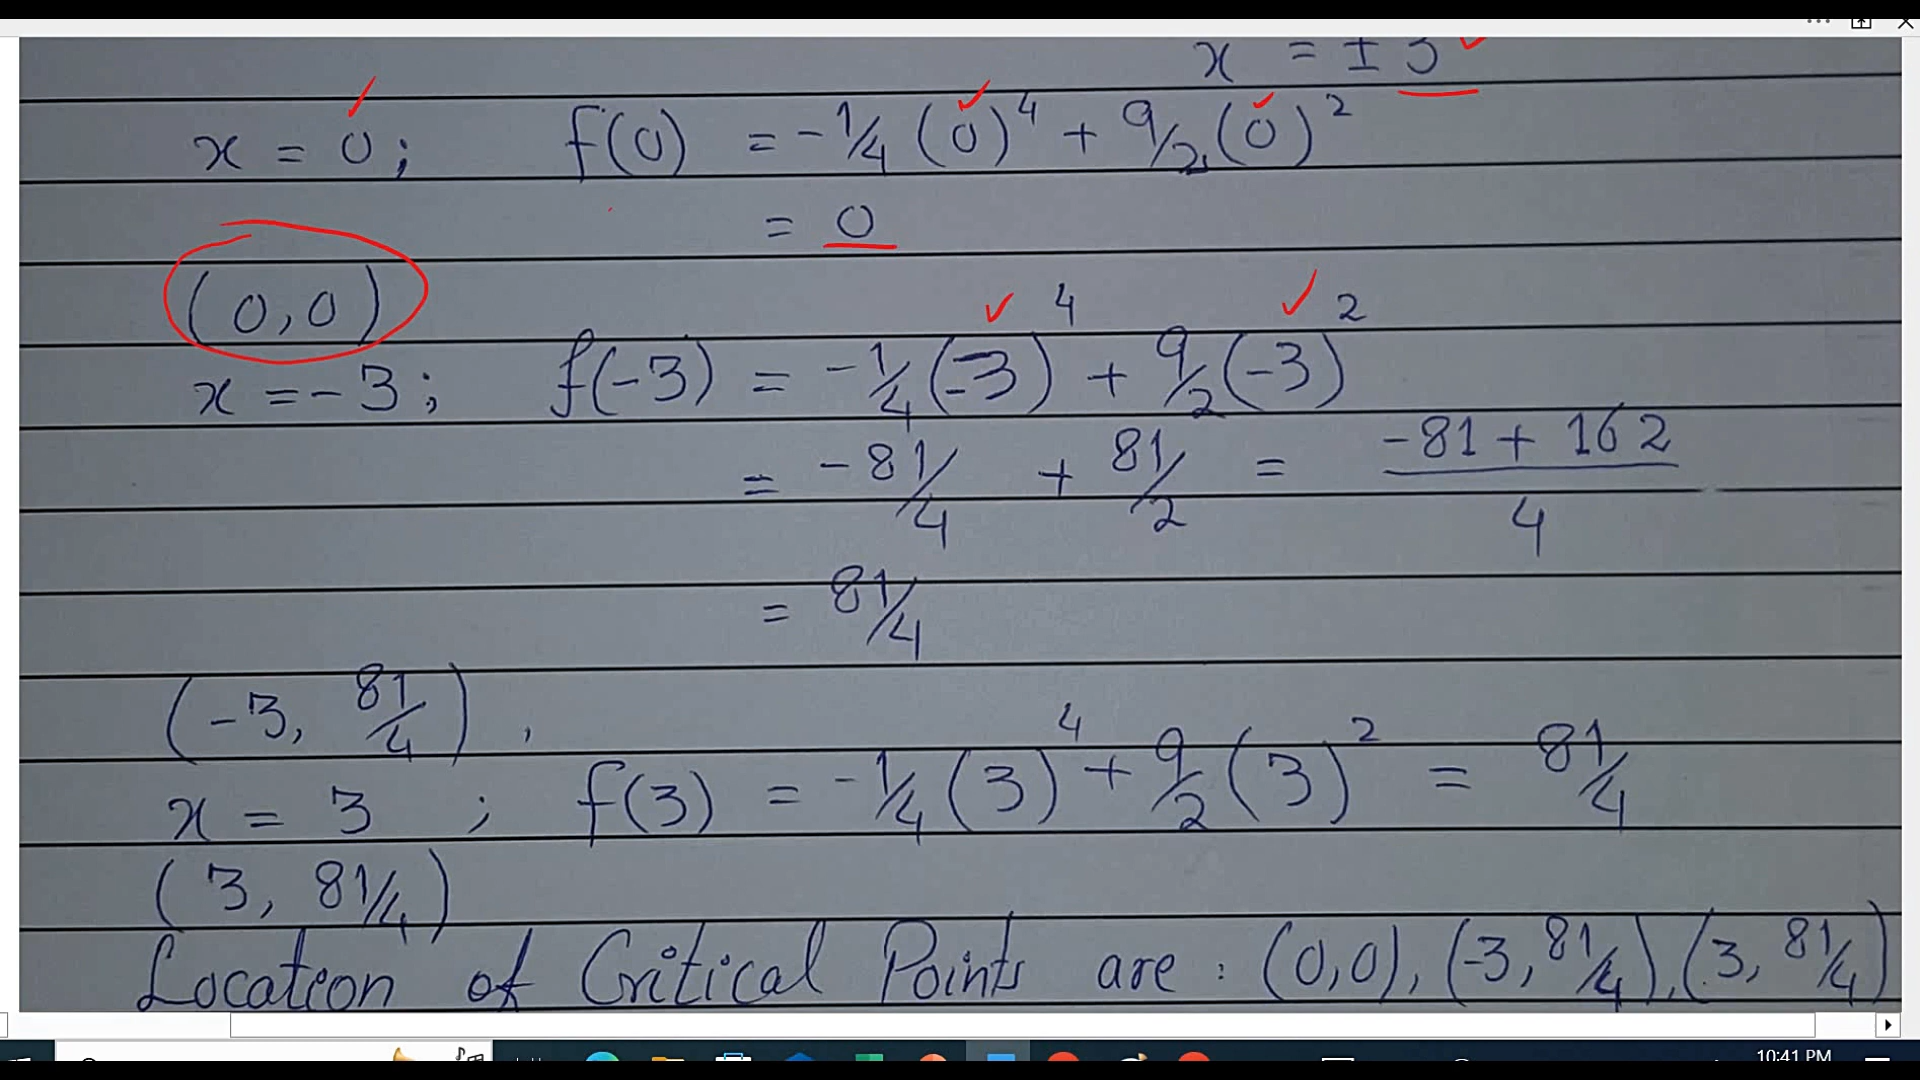 x = ± 3
x = 0; f(0) = -1/4 (0)^4 + 9/2 (0)^2
= 0
(0,0)
x = -3; f(-3) = -1/4 (-3)^4 + 9/2 (-3)^2
= -81/4 + 81/2 = (-81 + 162)/4
= 81/4
(-3, 81/4),
x = 3 ; f(3) = -1/4 (3)^4 + 9/2 (3)^2 = 81/4
(3, 81/4)
Location of Critical Points are : (0,0), (-3, 81/4), (3, 81/4)
10:41 PM